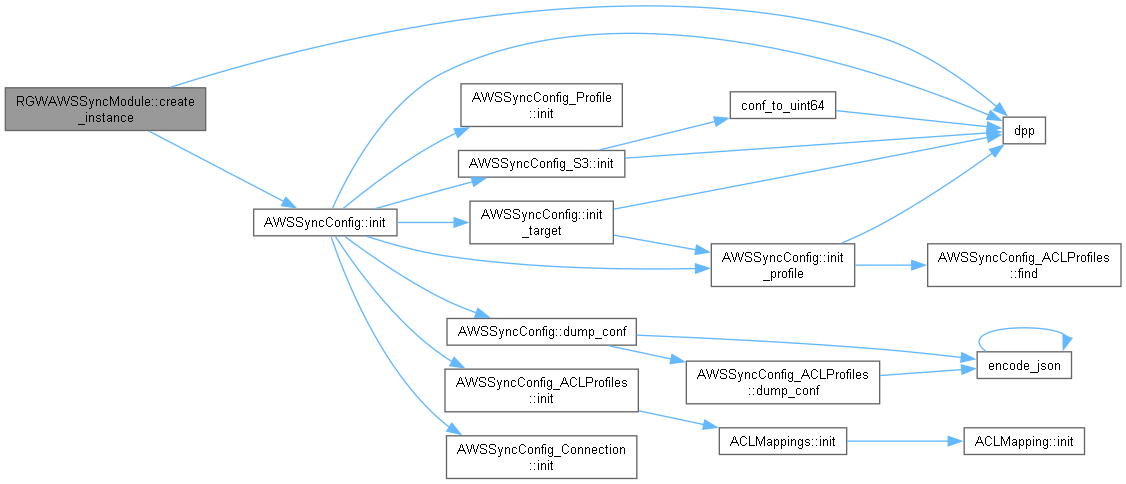 RGWAWSSyncModule::create
_instance
AWSSyncConfig::init
AWSSyncConfig_Profile
::init
AWSSyncConfig_S3::init
AWSSyncConfig::init
_target
conf_to_uint64
dpp
AWSSyncConfig::init
_profile
AWSSyncConfig_ACLProfiles
::find
AWSSyncConfig::dump_conf
AWSSyncConfig_ACLProfiles
::init
AWSSyncConfig_Connection
::init
AWSSyncConfig_ACLProfiles
::dump_conf
encode_json
ACLMappings::init
ACLMapping::init